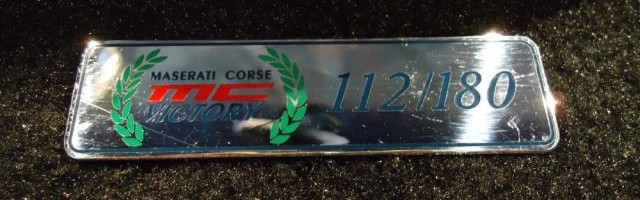 MASERATI CORSE
MC
VICTORY
112/180